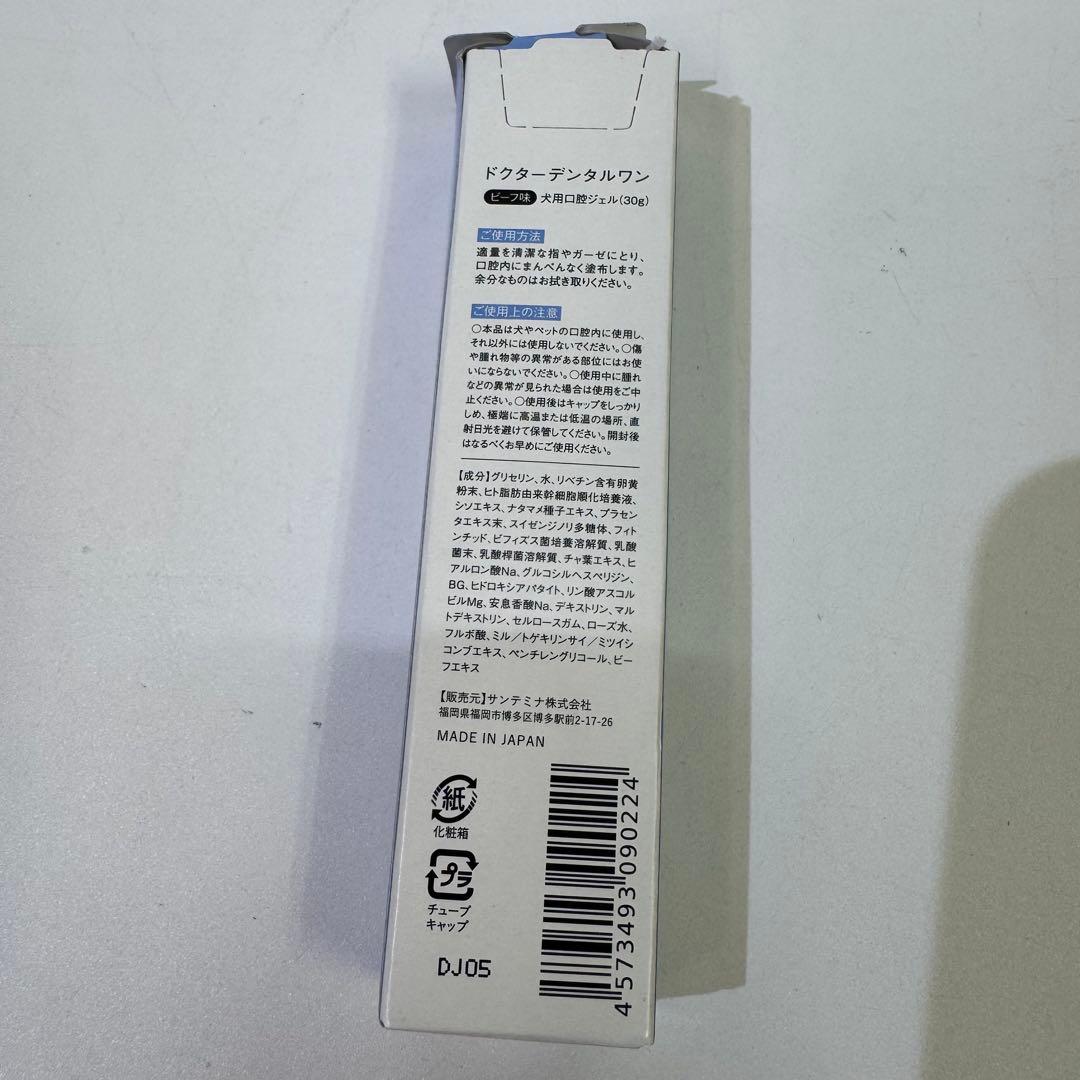 ドクターデンタルワン
ビーフ味 犬用口腔ジェル(30g)
ご使用方法
適量を清潔な指やガーゼにとり、
口腔内にまんべんなく塗布します。
余分なものはお拭き取りください。
ご使用上の注意
○本品は犬やペットの口腔内に使用し、
それ以外には使用しないでください。○傷
や腫れ物等の異常がある部位にはお使
いにならないでください。○使用中に腫れ
などの異常が見られた場合は使用をご中
止ください。○使用後はキャップをしっかり
しめ、極端に高温または低温の場所、直
射日光を避けて保管してください。開封後
はなるべくお早めにご使用ください。
【成分】グリセリン、水、リベチン含有卵黄
粉末、ヒト脂肪由来幹細胞順化培養液、
シソエキス、ナタマメ種子エキス、プラセン
タエキス末、スイゼンジノリ多糖体、フィト
ンチッド、ビフィズス菌培養溶解質、乳酸
菌末、乳酸桿菌溶解質、チャ葉エキス、ヒ
アルロン酸Na、グルコシルヘスペリジン、
BG、ヒドロキシアパタイト、リン酸アスコル
ビルMg、安息香酸Na、デキストリン、マル
トデキストリン、セルロースガム、ローズ水、
フルボ酸、ミル/トゲキリンサイ/ミツイシ
コンブエキス、ペンチレングリコール、ビー
フエキス
【販売元】サンテミナ株式会社
福岡県福岡市博多区博多駅前2-17-26
MADE IN JAPAN
紙
化粧箱
プラ
チューブ
キャップ
DJ05
4573493090224